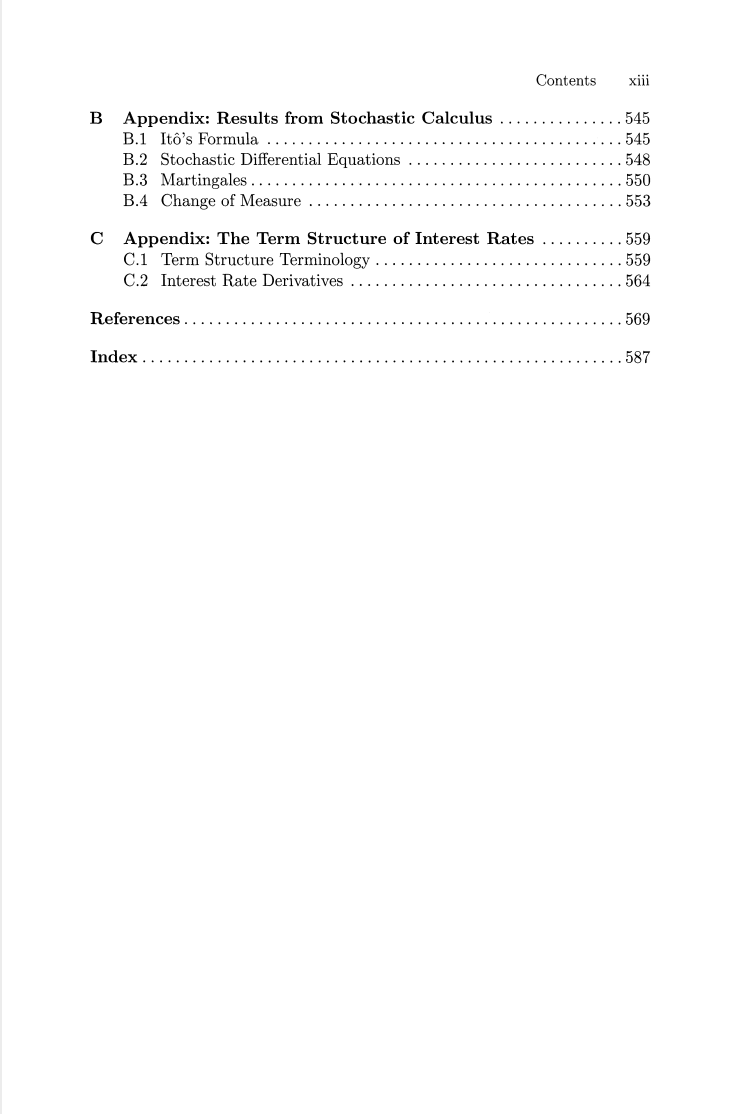 Contents xiii
B Appendix: Results from Stochastic Calculus . . . . . . . . . . . . . . . 545
B.1 Itô's Formula . . . . . . . . . . . . . . . . . . . . . . . . . . . . . . . . . . . . . . . . . . . 545
B.2 Stochastic Differential Equations . . . . . . . . . . . . . . . . . . . . . . . . . . 548
B.3 Martingales . . . . . . . . . . . . . . . . . . . . . . . . . . . . . . . . . . . . . . . . . . . . . 550
B.4 Change of Measure . . . . . . . . . . . . . . . . . . . . . . . . . . . . . . . . . . . . . . 553
C Appendix: The Term Structure of Interest Rates . . . . . . . . . . 559
C.1 Term Structure Terminology . . . . . . . . . . . . . . . . . . . . . . . . . . . . . . 559
C.2 Interest Rate Derivatives . . . . . . . . . . . . . . . . . . . . . . . . . . . . . . . . . 564
References . . . . . . . . . . . . . . . . . . . . . . . . . . . . . . . . . . . . . . . . . . . . . . . . . . . . . 569
Index . . . . . . . . . . . . . . . . . . . . . . . . . . . . . . . . . . . . . . . . . . . . . . . . . . . . . . . . . . 587